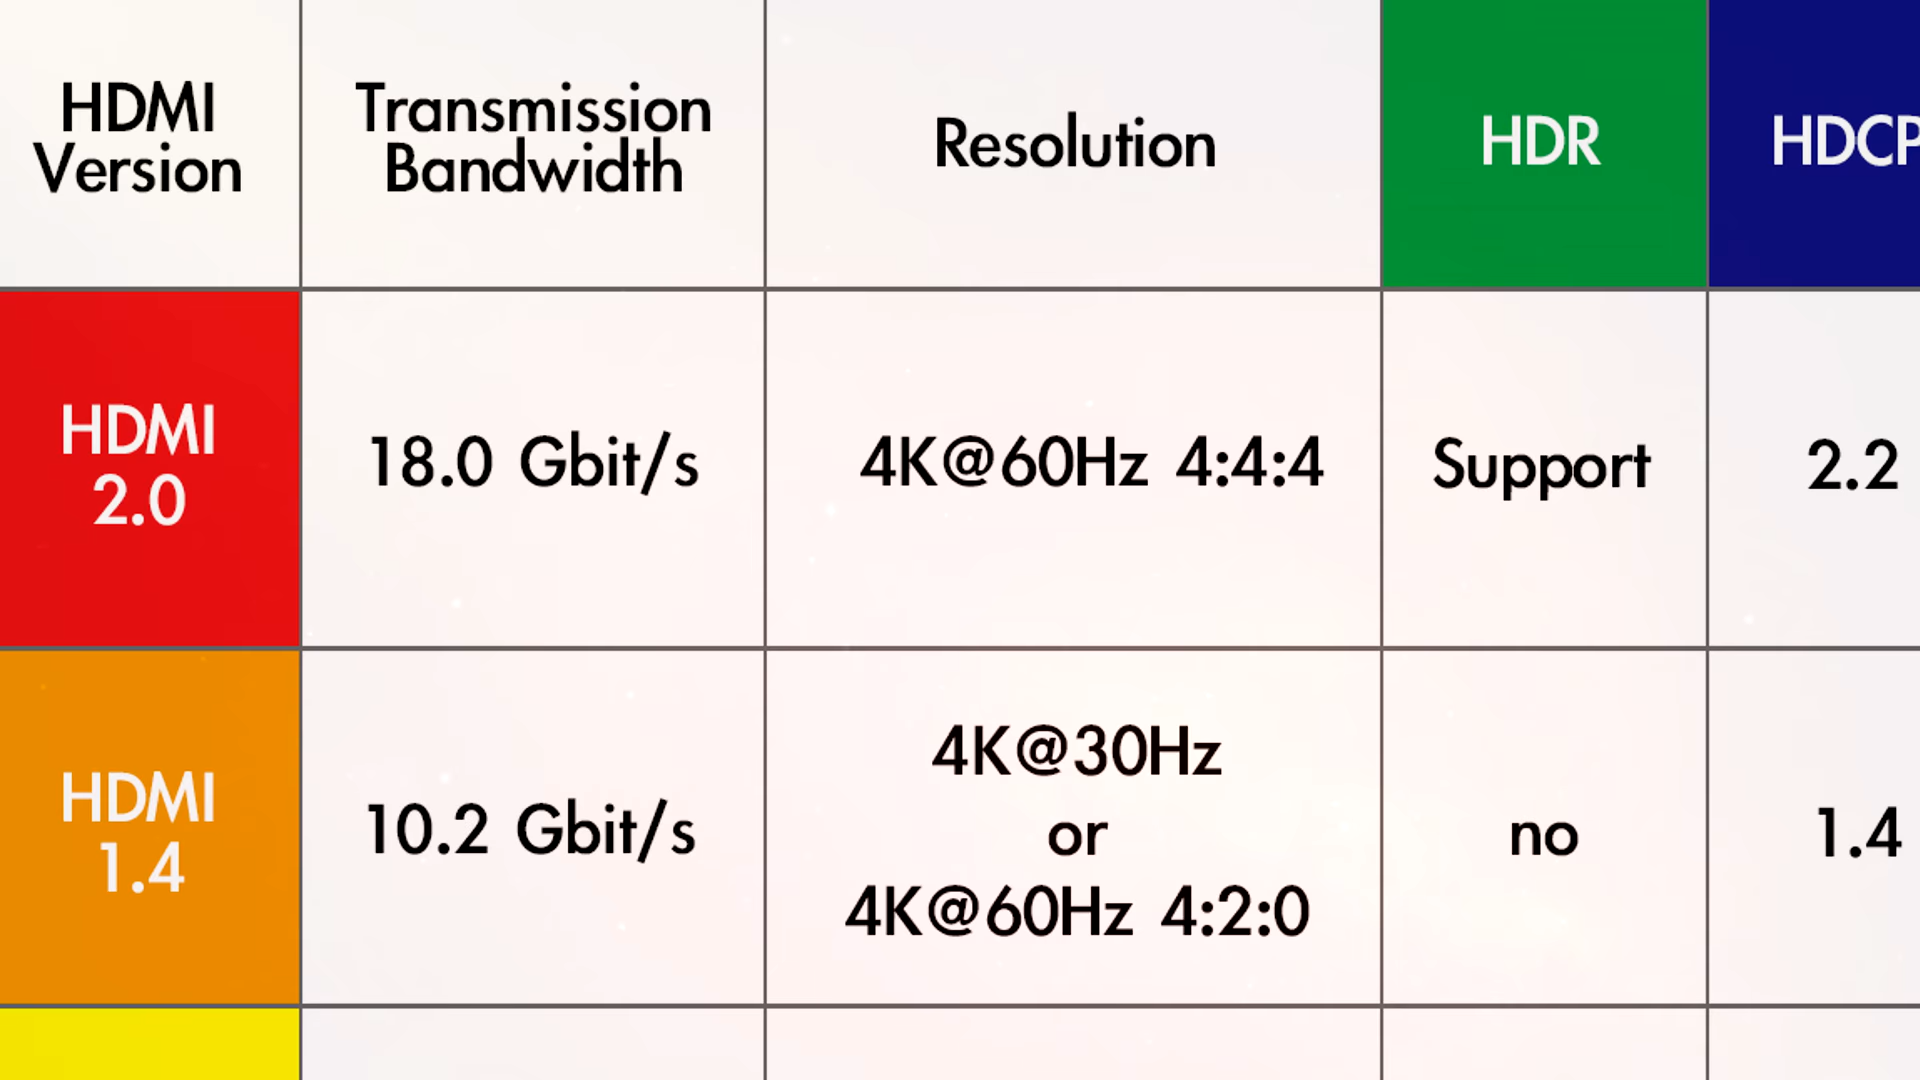 HDMI
Version
Transmission
Bandwidth
Resolution
HDR
HDCP
HDMI
2.0
18.0 Gbit/s
4K@60Hz 4:4:4
Support
2.2
HDMI
1.4
10.2 Gbit/s
4K@30Hz
or
4K@60Hz 4:2:0
no
1.4